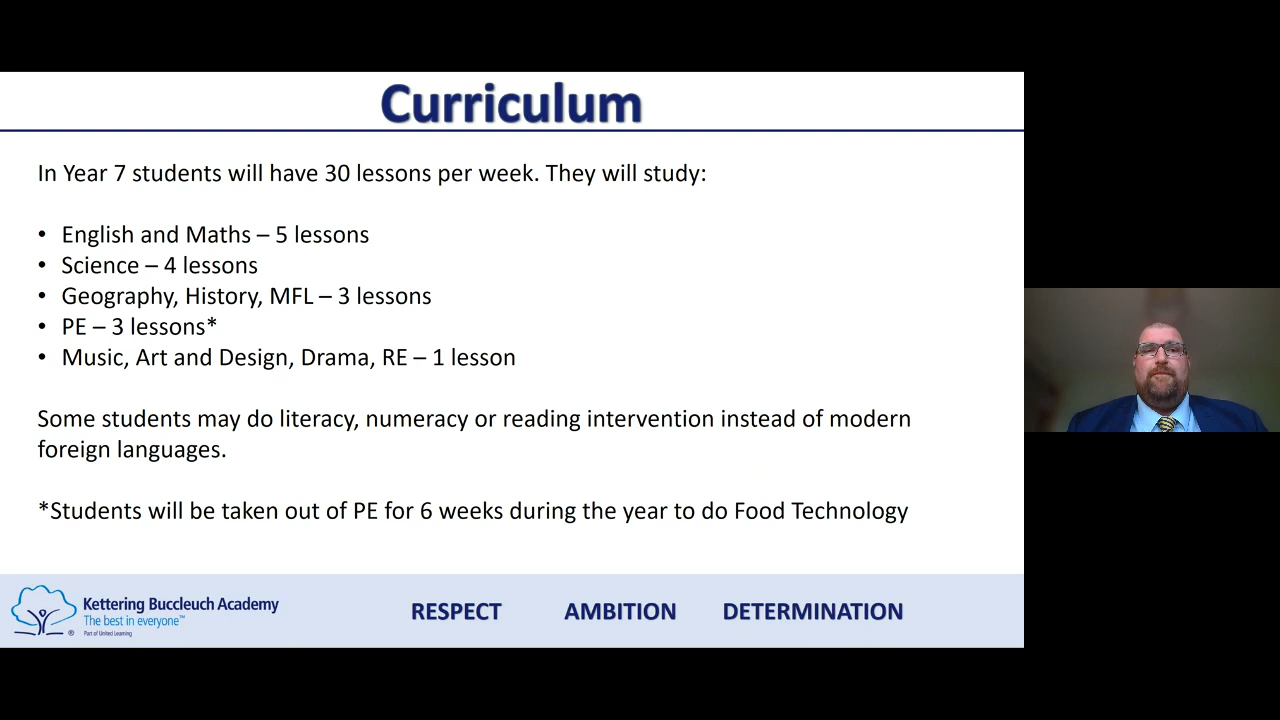 Curriculum
In Year 7 students will have 30 lessons per week. They will study:
• English and Maths – 5 lessons
• Science – 4 lessons
• Geography, History, MFL – 3 lessons
• PE – 3 lessons*
• Music, Art and Design, Drama, RE – 1 lesson
Some students may do literacy, numeracy or reading intervention instead of modern
foreign languages.
*Students will be taken out of PE for 6 weeks during the year to do Food Technology
Kettering Buccleuch Academy
The best in everyone™
Part of United Learning
®
RESPECT AMBITION DETERMINATION